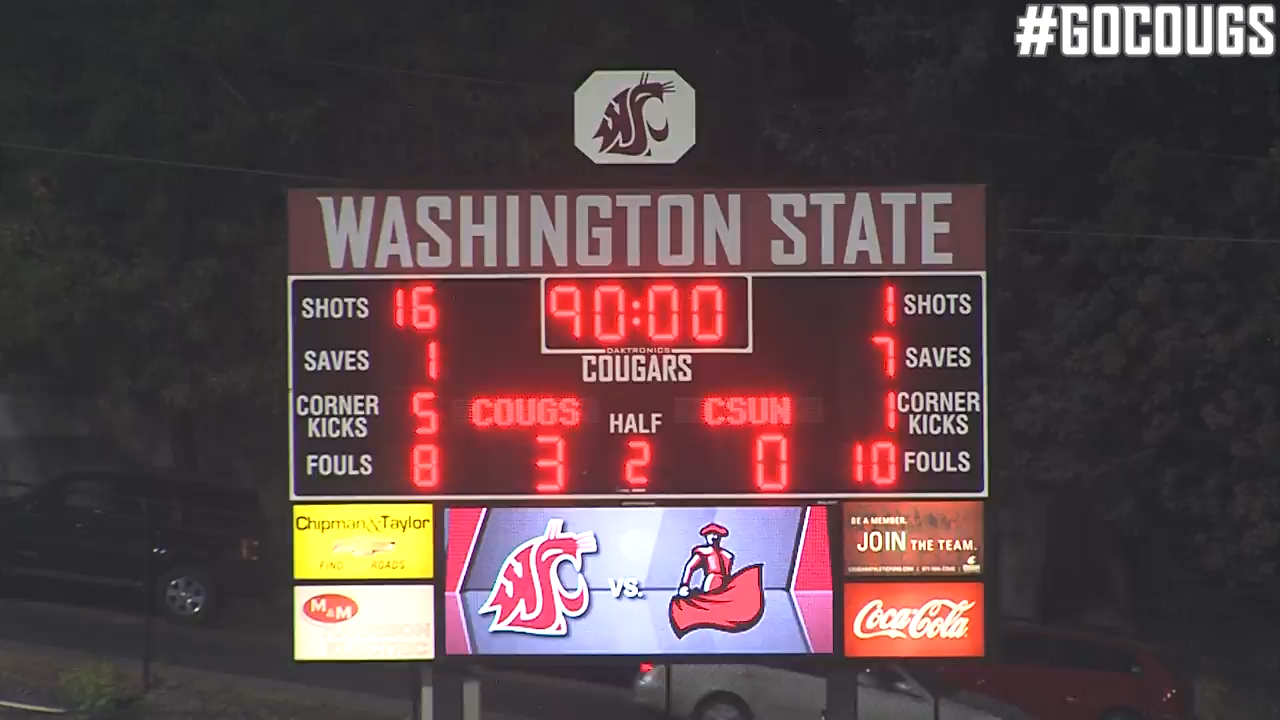 #GOCOUGS
WASHINGTON STATE
SHOTS 16 90:00 1 SHOTS
DAKTRONICS
SAVES 1 COUGARS 7 SAVES
CORNER KICKS 5 COUGS HALF CSUN 1 CORNER KICKS
FOULS 8 3 2 0 10 FOULS
Chipman & Taylor
FIND ROADS
M&M
VS.
BE A MEMBER.
JOIN THE TEAM.
Coca-Cola